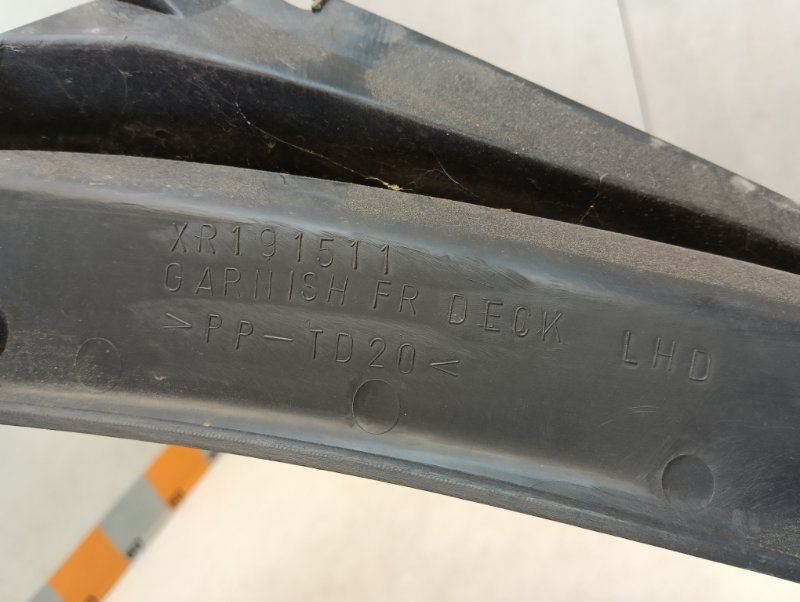 XR191511
GARNISH FR DECK LHD
>PP-TD20<